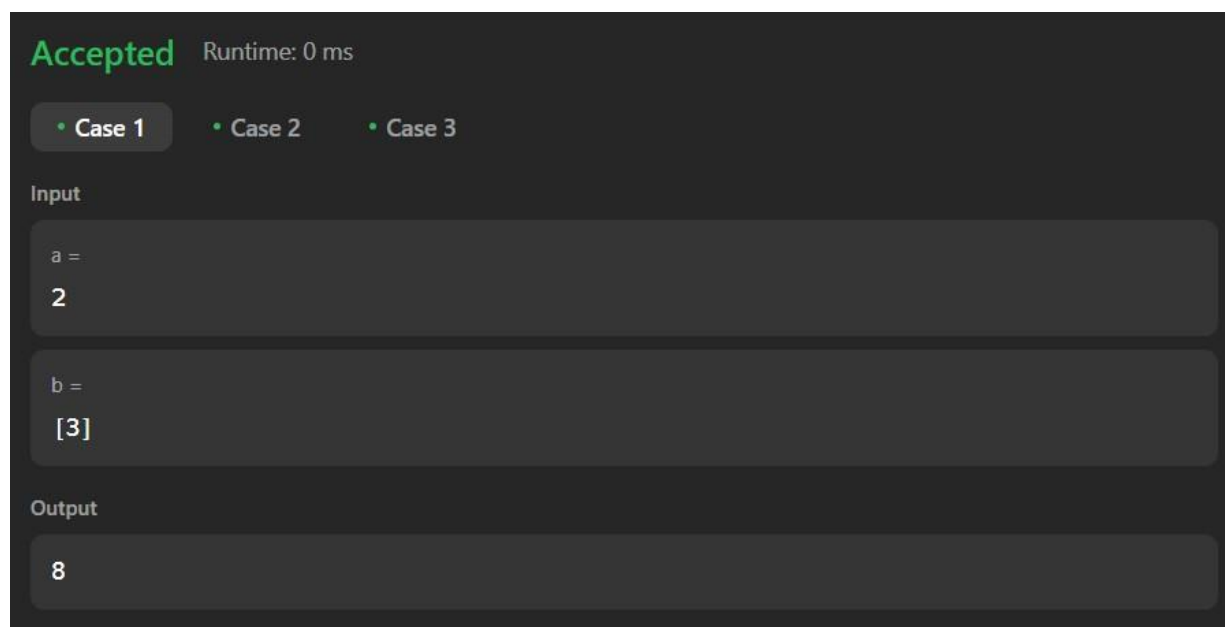 Accepted Runtime: 0 ms
• Case 1 • Case 2 • Case 3
Input
a =
2
b =
[3]
Output
8